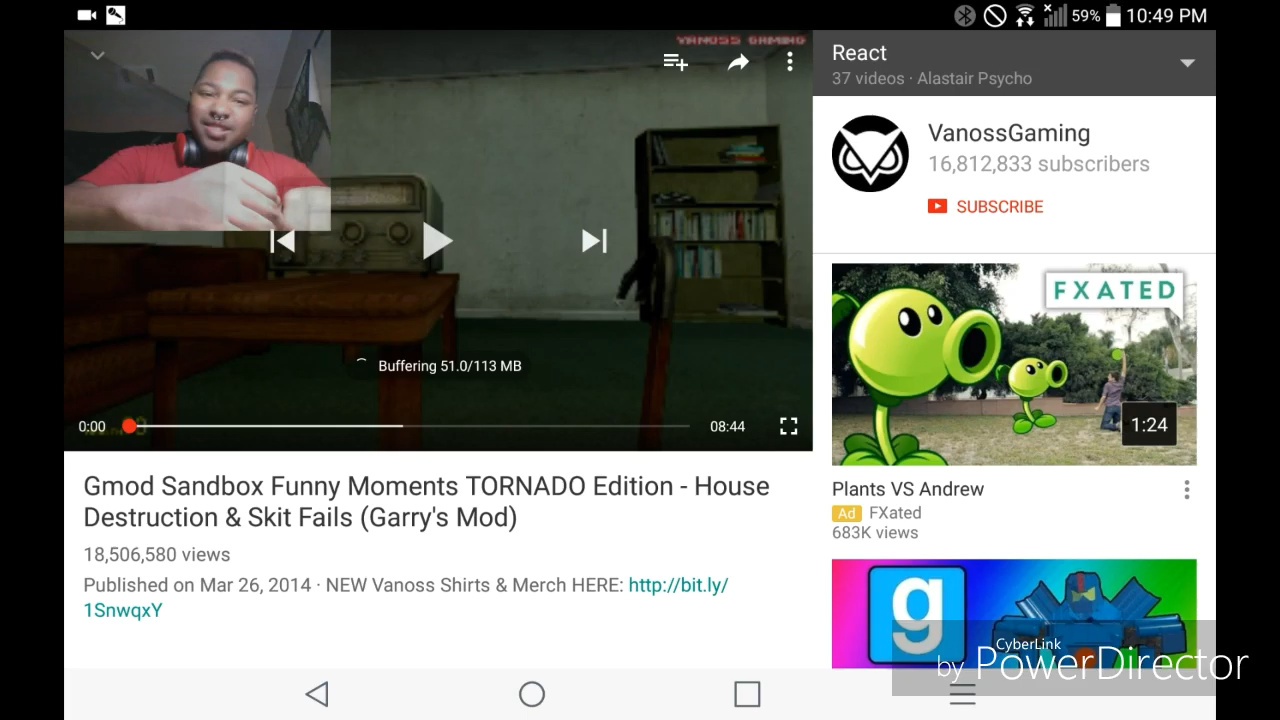 59% 10:49 PM
VANOSS GAMING
React
37 videos · Alastair Psycho
VanossGaming
16,812,833 subscribers
SUBSCRIBE
Buffering 51.0/113 MB
0:00
08:44
Gmod Sandbox Funny Moments TORNADO Edition - House
Destruction & Skit Fails (Garry's Mod)
18,506,580 views
Published on Mar 26, 2014 · NEW Vanoss Shirts & Merch HERE: http://bit.ly/
1SnwqxY
FXATED
1:24
Plants VS Andrew
Ad FXated
683K views
g
CyberLink
by PowerDirector